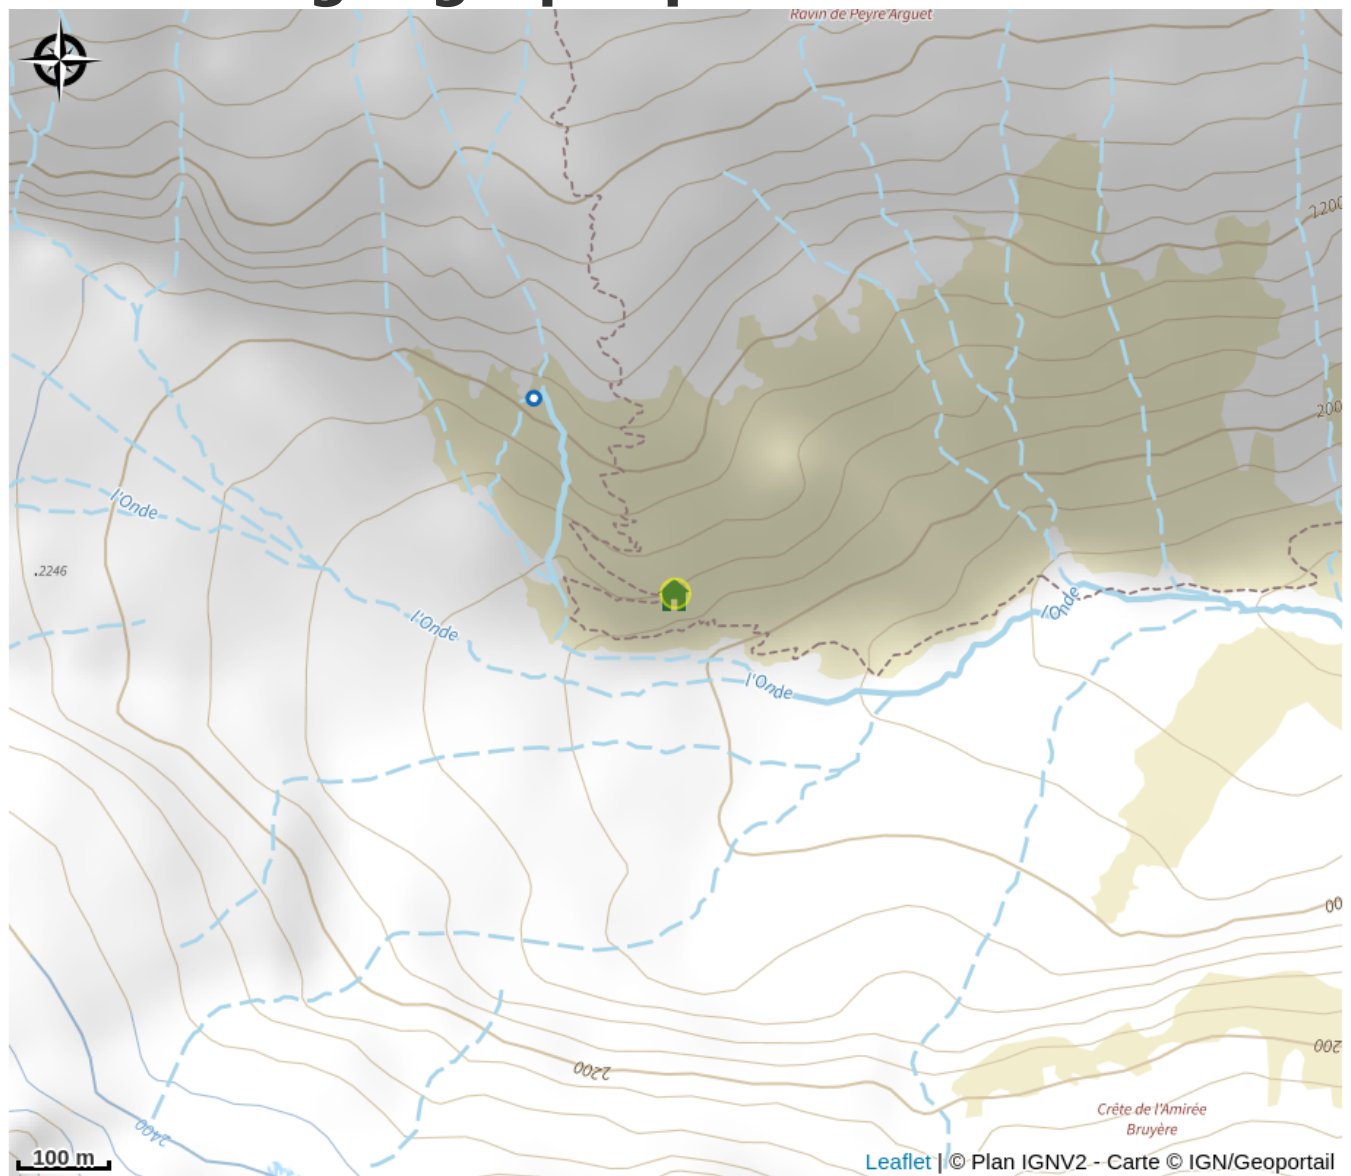 Ravin de Peyre Arguet
2200
200
l'Onde
.2246
l'Onde
l'Onde
l'Onde
00
2200
200
Crête de l'Amirée
Bruyère
2400
100 m
Leaflet | © Plan IGNV2 - Carte © IGN/Geoportail